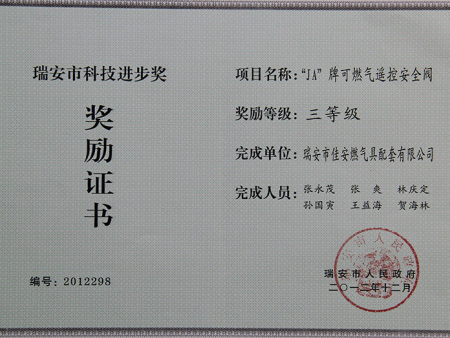 瑞安市科技进步奖
奖励证书
编号:2012298
项目名称:“JA”牌可燃气遥控安全阀
奖励等级:三等级
完成单位:瑞安市佳安燃气具配套有限公司
完成人员:张永茂 张爽 林庆定
孙国寅 王益海 贺海林
瑞安市人民政府
二〇一二年十二月